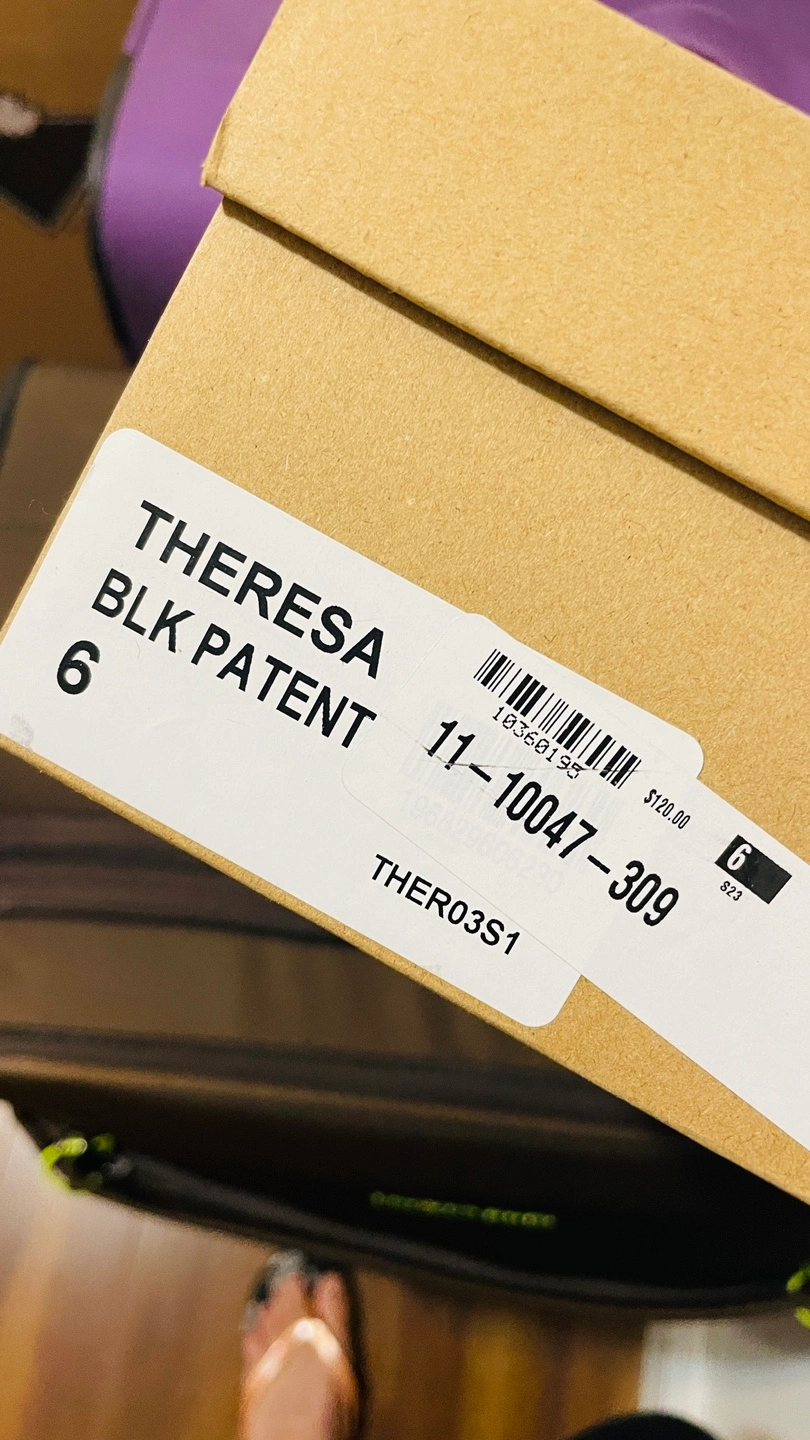 THERESA
BLK PATENT
6
10360195
11-10047-309
$120.00
6
S23
THER03S1